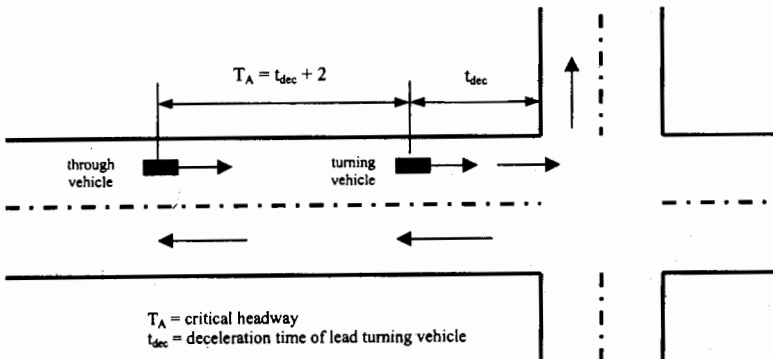 T_A = t_dec + 2
t_dec
through
vehicle
turning
vehicle
T_A = critical headway
t_dec = deceleration time of lead turning vehicle